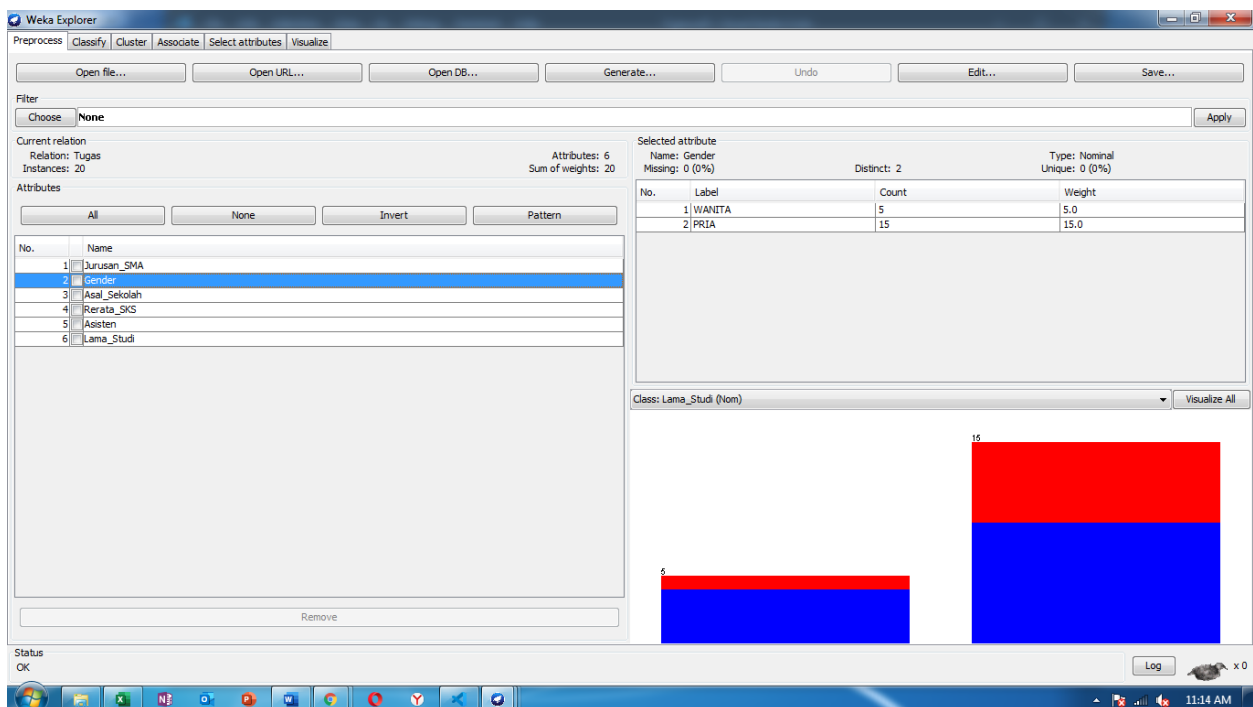 Weka Explorer
Preprocess Classify Cluster Associate Select attributes Visualize
Open file... Open URL... Open DB... Generate... Undo Edit... Save...
Filter
Choose None Apply
Current relation
Relation: Tugas Attributes: 6
Instances: 20 Sum of weights: 20
Attributes
All None Invert Pattern
No. Name
1 Jurusan_SMA
2 Gender
3 Asal_Sekolah
4 Rerata_SKS
5 Asisten
6 Lama_Studi
Remove
Selected attribute
Name: Gender Type: Nominal
Missing: 0 (0%) Distinct: 2 Unique: 0 (0%)
No. Label Count Weight
1 WANITA 5 5.0
2 PRIA 15 15.0
Class: Lama_Studi (Nom) Visualize All
15
5
Status
OK Log x 0
11:14 AM